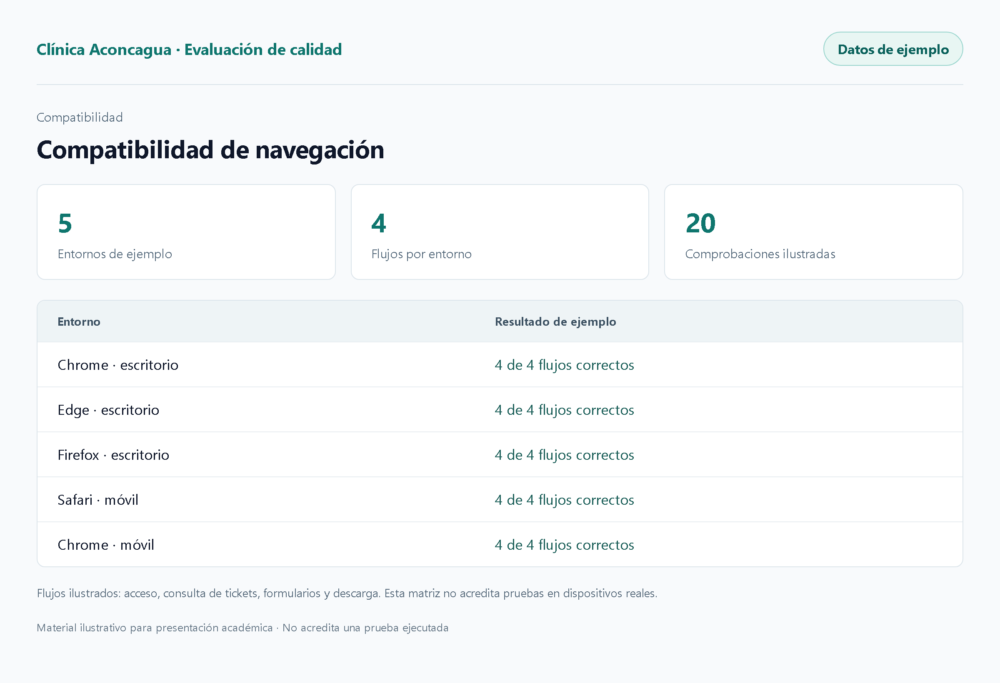 Clínica Aconcagua · Evaluación de calidad
Datos de ejemplo
Compatibilidad
Compatibilidad de navegación
5
Entornos de ejemplo
4
Flujos por entorno
20
Comprobaciones ilustradas
Entorno
Resultado de ejemplo
Chrome · escritorio
4 de 4 flujos correctos
Edge · escritorio
4 de 4 flujos correctos
Firefox · escritorio
4 de 4 flujos correctos
Safari · móvil
4 de 4 flujos correctos
Chrome · móvil
4 de 4 flujos correctos
Flujos ilustrados: acceso, consulta de tickets, formularios y descarga. Esta matriz no acredita pruebas en dispositivos reales.
Material ilustrativo para presentación académica · No acredita una prueba ejecutada